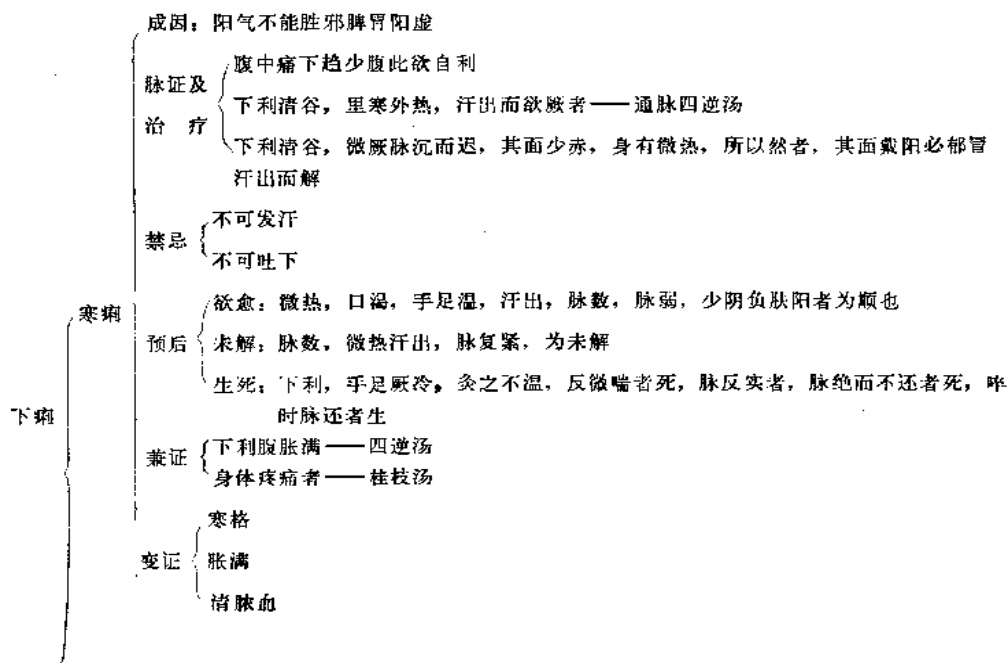 成因：阳气不能胜邪脾胃阳虚
脉证及
治 疗
腹中痛下趋少腹此欲自利
下利清谷，里寒外热，汗出而欲厥者——通脉四逆汤
下利清谷，微厥脉沉而迟，其面少赤，身有微热，所以然者，其面戴阳必郁冒
汗出而解
禁忌
不可发汗
不可吐下
寒痢
预后
欲愈：微热，口渴，手足温，汗出，脉数，脉弱，少阴负肤阳者为顺也
未解：脉数，微热汗出，脉复紧，为未解
生死：下利，手足厥冷，灸之不温，反微喘者死，脉反实者，脉绝而不还者死，晬
时脉还者生
下痢
兼证
下利腹胀满——四逆汤
身体疼痛者——桂枝汤
变证
寒格
胀满
清脓血